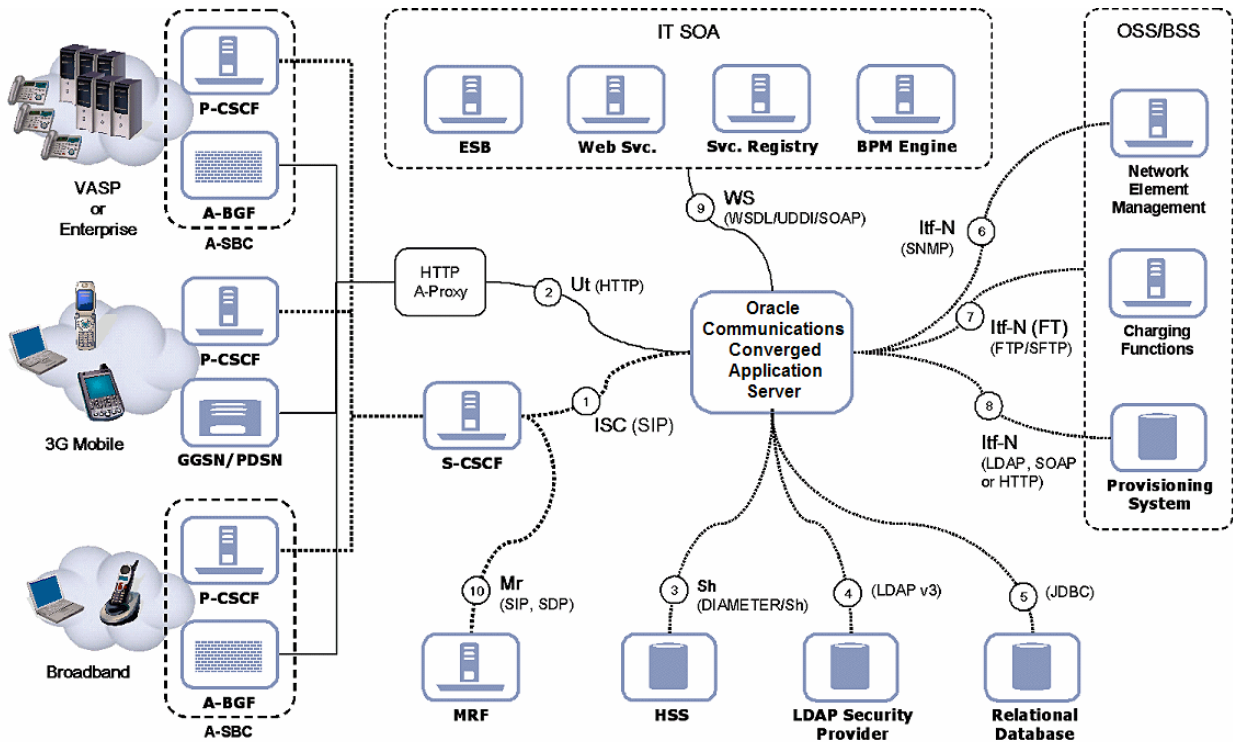 IT SOA
ESB
Web Svc.
Svc. Registry
BPM Engine
OSS/BSS
Network
Element
Management
Charging
Functions
Provisioning
System
P-CSCF
A-BGF
A-SBC
VASP
or
Enterprise
P-CSCF
GGSN/PDSN
3G Mobile
P-CSCF
A-BGF
A-SBC
Broadband
HTTP
A-Proxy
2
Ut (HTTP)
1
ISC (SIP)
S-CSCF
9
WS
(WSDL/UDDI/SOAP)
Oracle
Communications
Converged
Application
Server
6
Itf-N
(SNMP)
7
Itf-N (FT)
(FTP/SFTP)
8
Itf-N
(LDAP, SOAP
or HTTP)
10
Mr
(SIP, SDP)
MRF
3
Sh
(DIAMETER/Sh)
HSS
4
(LDAP v3)
LDAP Security
Provider
5
(JDBC)
Relational
Database